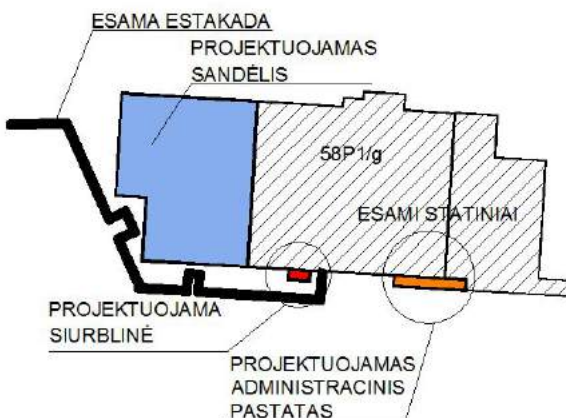 ESAMA ESTAKADA
PROJEKTUOJAMAS
SANDĖLIS
58P1/g
ESAMI STATINIAI
PROJEKTUOJAMA
SIURBLINĖ
PROJEKTUOJAMAS
ADMINISTRACINIS
PASTATAS